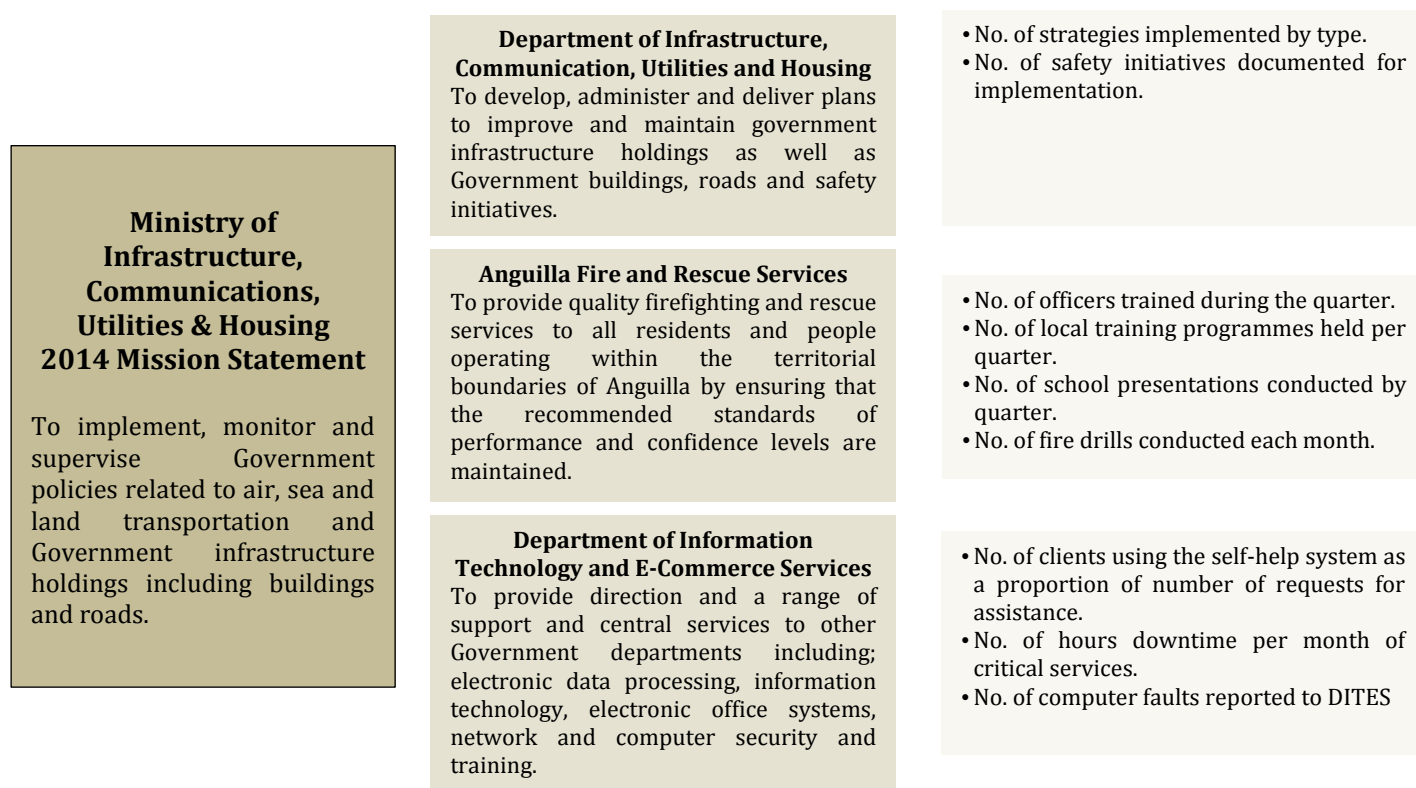 Ministry of
Infrastructure,
Communications,
Utilities & Housing
2014 Mission Statement
To implement, monitor and
supervise Government
policies related to air, sea and
land transportation and
Government infrastructure
holdings including buildings
and roads.
Department of Infrastructure,
Communication, Utilities and Housing
To develop, administer and deliver plans
to improve and maintain government
infrastructure holdings as well as
Government buildings, roads and safety
initiatives.
• No. of strategies implemented by type.
• No. of safety initiatives documented for
implementation.
Anguilla Fire and Rescue Services
To provide quality firefighting and rescue
services to all residents and people
operating within the territorial
boundaries of Anguilla by ensuring that
the recommended standards of
performance and confidence levels are
maintained.
• No. of officers trained during the quarter.
• No. of local training programmes held per
quarter.
• No. of school presentations conducted by
quarter.
• No. of fire drills conducted each month.
Department of Information
Technology and E-Commerce Services
To provide direction and a range of
support and central services to other
Government departments including;
electronic data processing, information
technology, electronic office systems,
network and computer security and
training.
• No. of clients using the self-help system as
a proportion of number of requests for
assistance.
• No. of hours downtime per month of
critical services.
• No. of computer faults reported to DITES